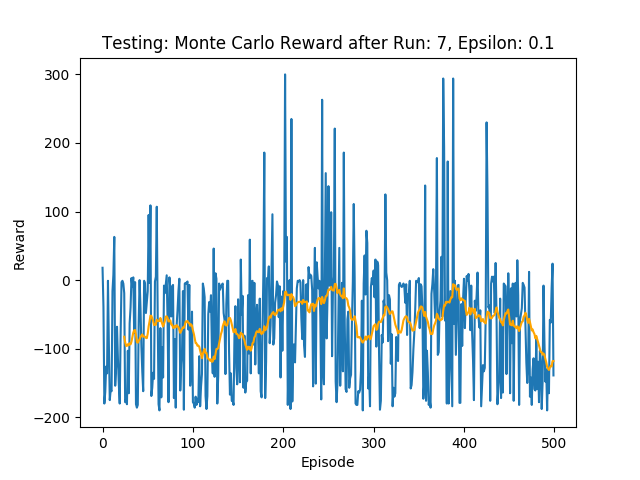 Testing: Monte Carlo Reward after Run: 7, Epsilon: 0.1
300
200
100
0
−100
−200
Reward
0 100 200 300 400 500
Episode